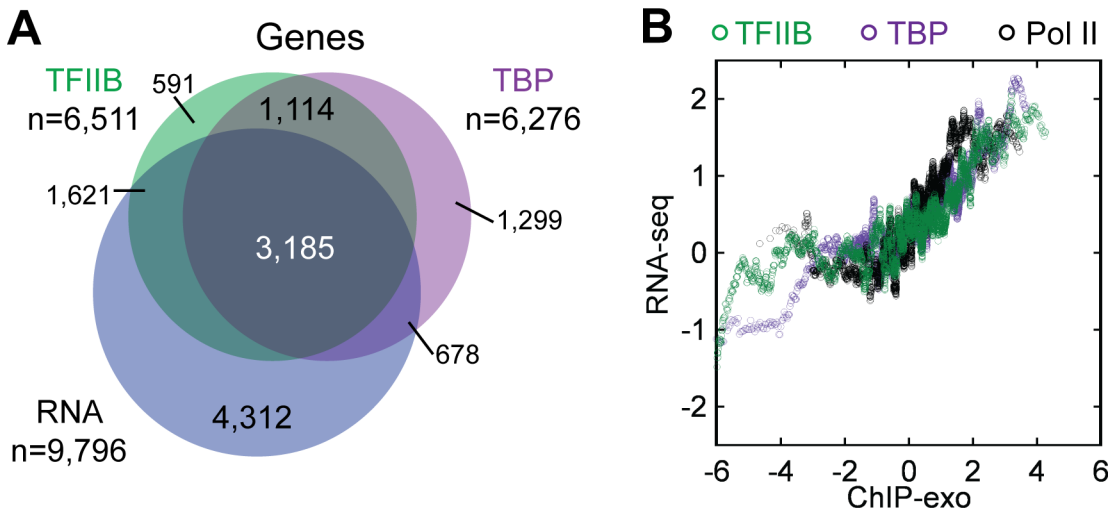 A
Genes
TFIIB
n=6,511
591
1,114
TBP
n=6,276
1,621
3,185
1,299
678
RNA
n=9,796
4,312
B
TFIIB TBP Pol II
RNA-seq
2
1
0
-1
-2
-6 -4 -2 0 2 4 6
ChIP-exo